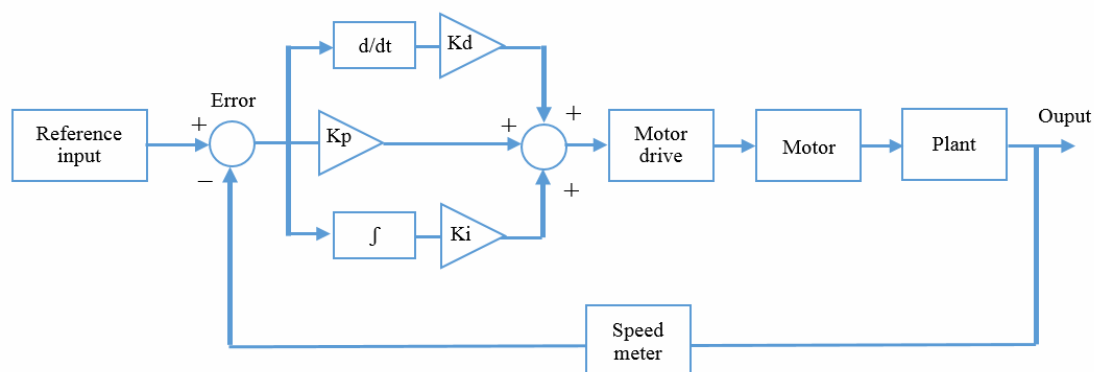 d/dt
Kd
Error
Ouput
+
+
Reference
input
Kp
+
Motor
drive
Motor
Plant
−
+
∫
Ki
Speed
meter